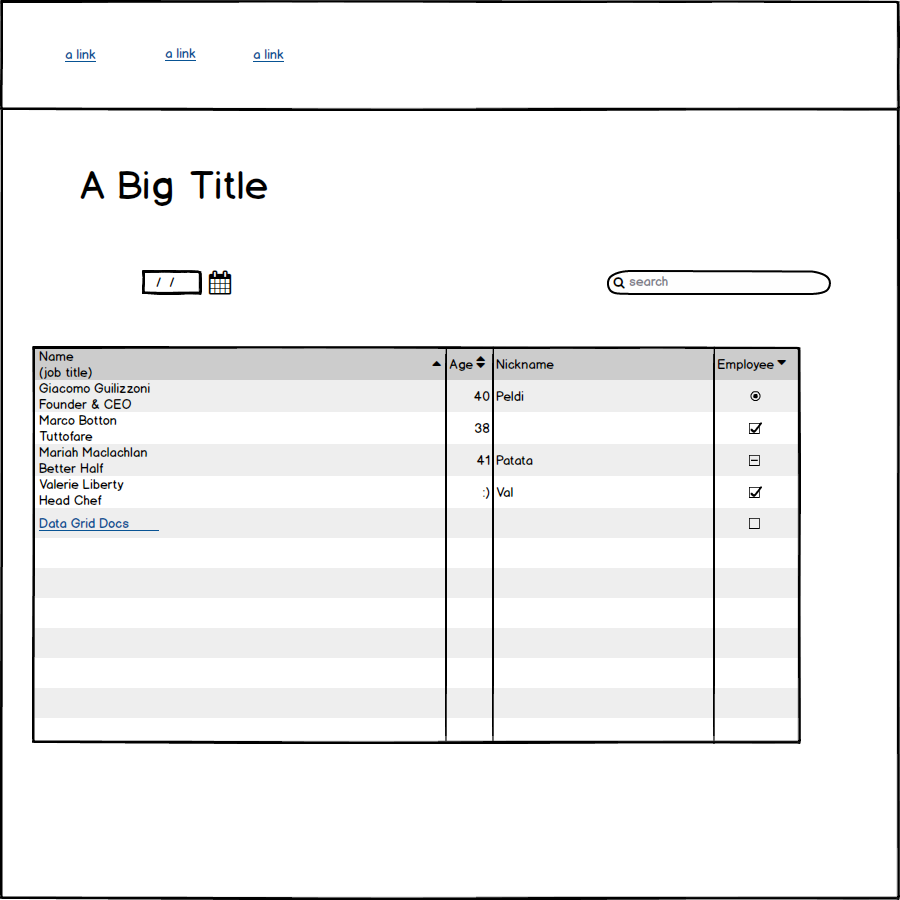 a link a link a link
A Big Title
/ / search
Name
(job title) Age Nickname Employee
Giacomo Guilizzoni
Founder & CEO 40 Peldi
Marco Botton
Tuttofare 38
Mariah Maclachlan
Better Half 41 Patata
Valerie Liberty
Head Chef :) Val
Data Grid Docs